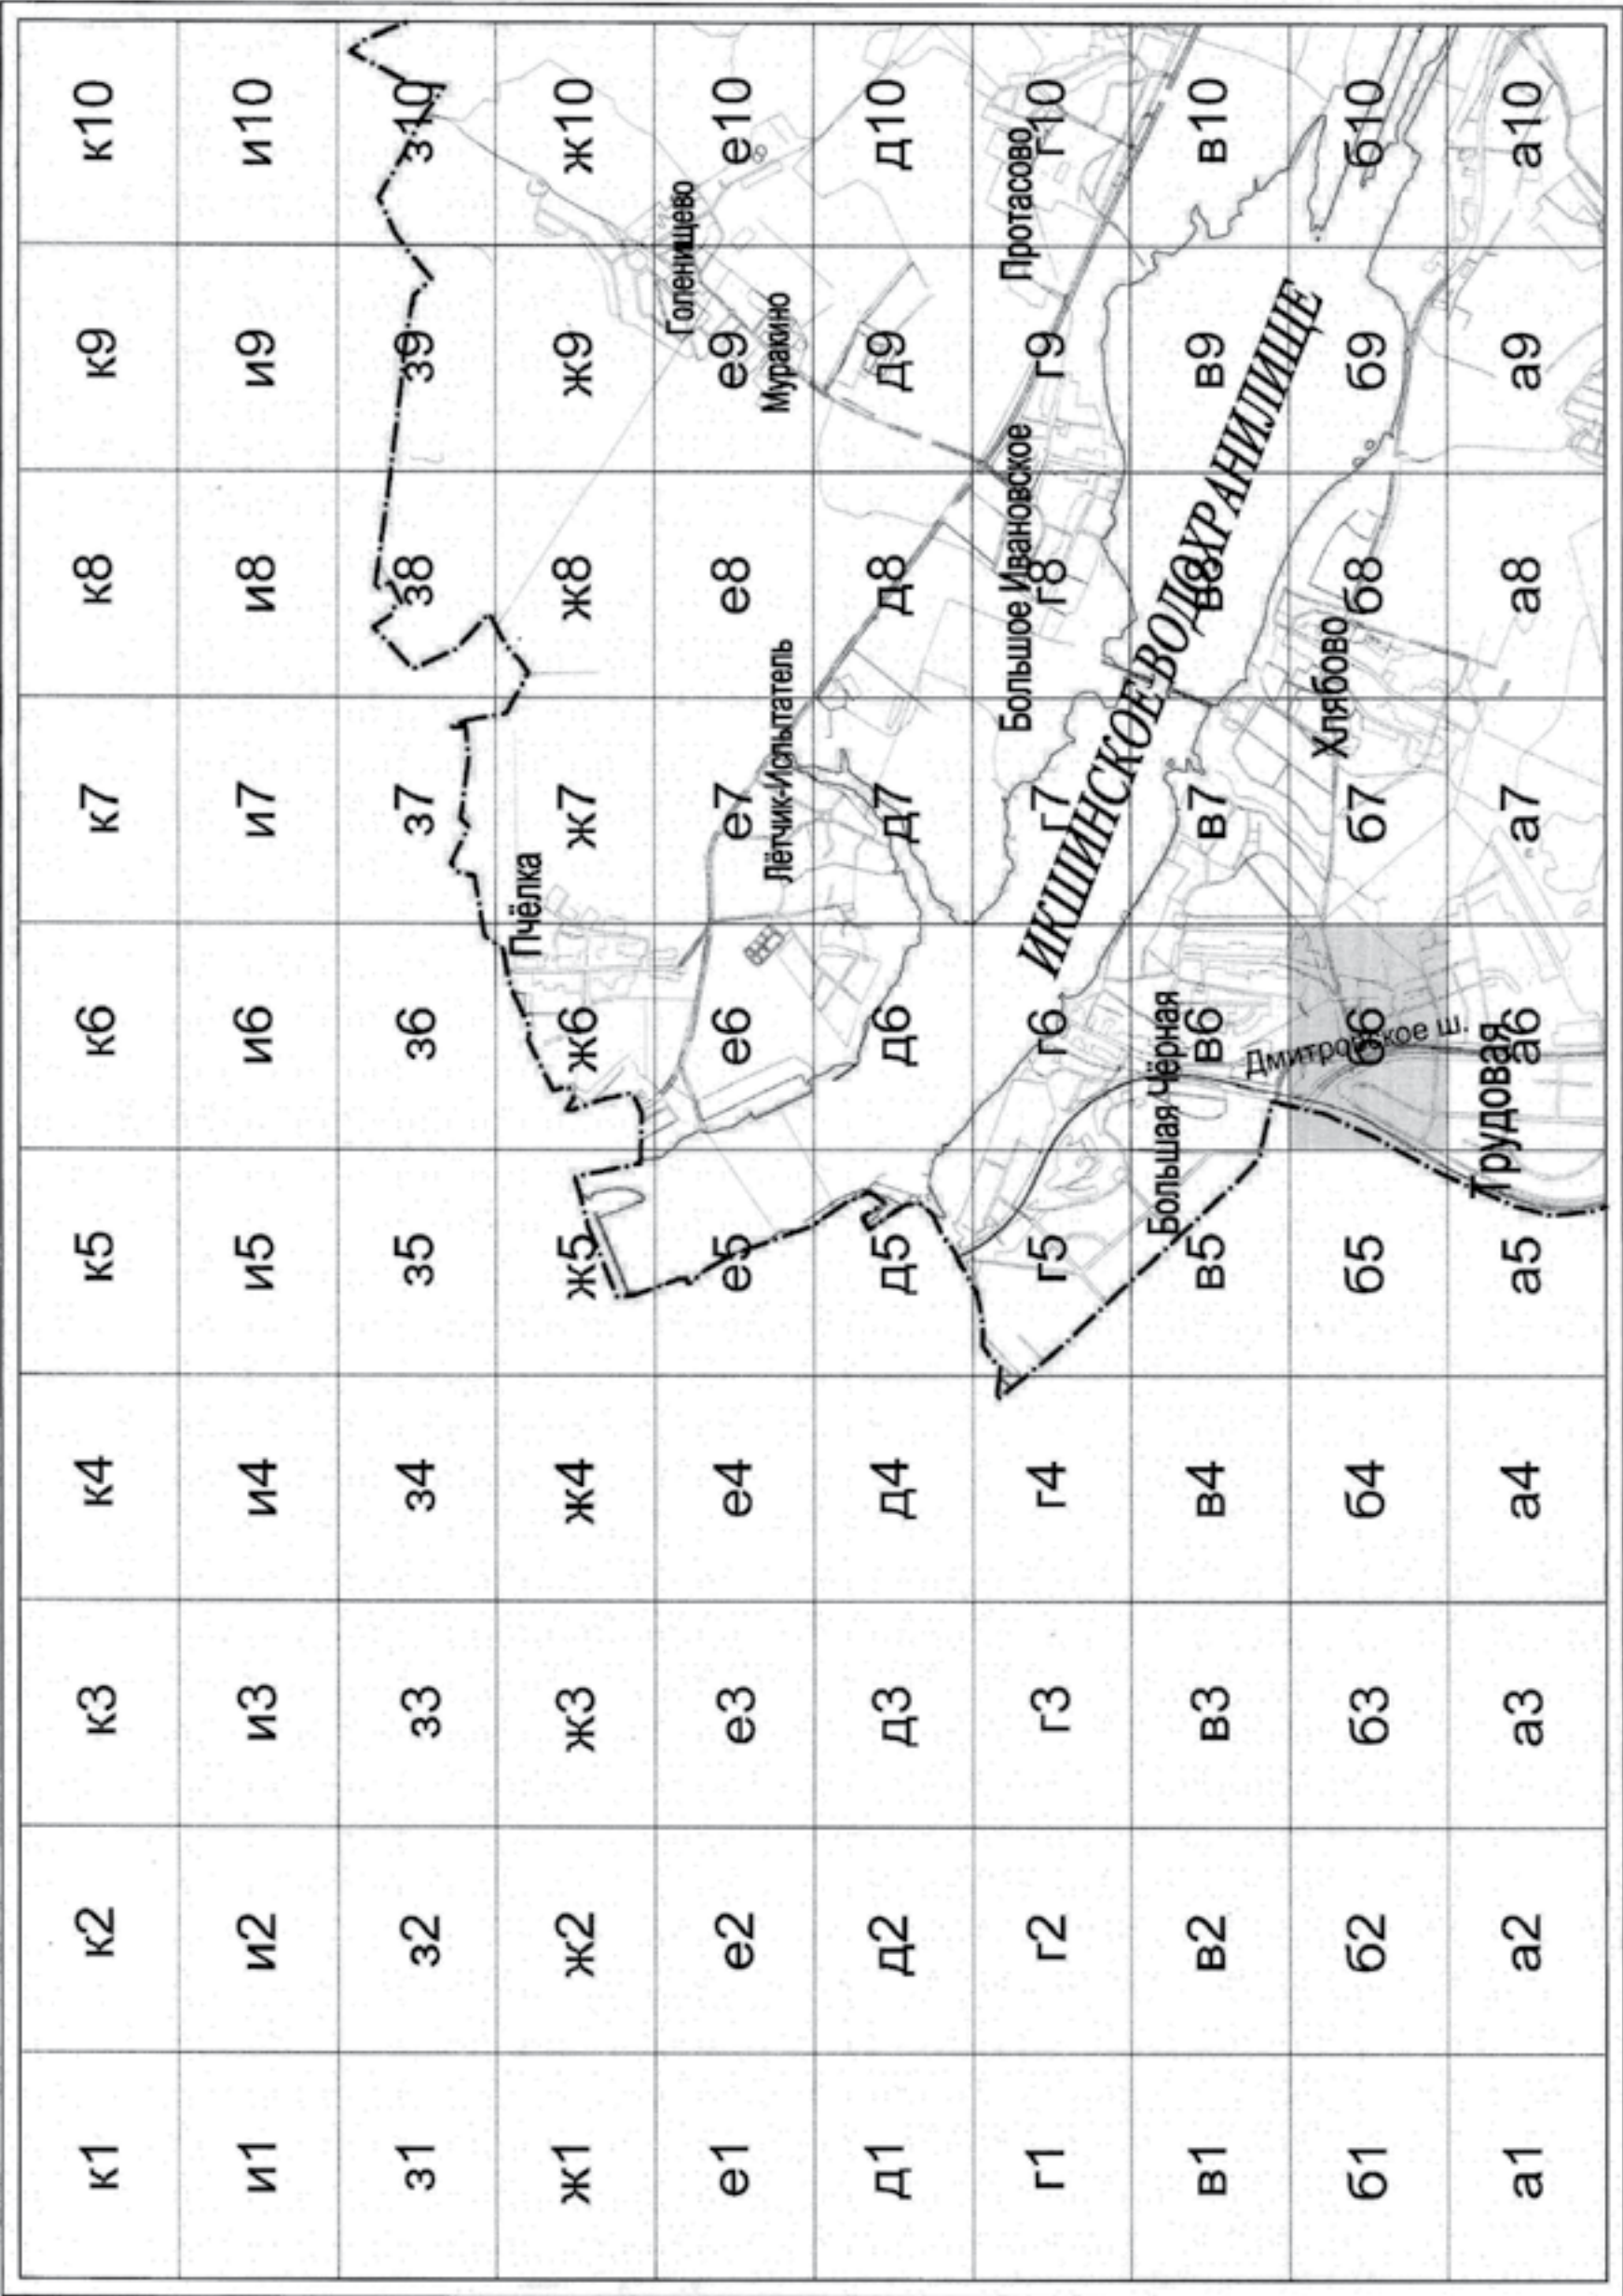 к1 к2 к3 к4 к5 к6 к7 к8 к9 к10
и1 и2 и3 и4 и5 и6 и7 и8 и9 и10
з1 з2 з3 з4 з5 з6 з7 з8 з9 з10
Пчёлка
ж1 ж2 ж3 ж4 ж5 ж6 ж7 ж8 ж9 ж10
Голенищево
е1 е2 е3 е4 е5 е6 е7 е8 е9 е10
Лётчик-Испытатель
Муракино
д1 д2 д3 д4 д5 д6 д7 д8 д9 д10
Большое Ивановское
Протасово
г1 г2 г3 г4 г5 г6 г7 г8 г9 г10
ИКШИНСКОЕ ВОДОХРАНИЛИЩЕ
Большая Чёрная
в1 в2 в3 в4 в5 в6 в7 в8 в9 в10
Хлябово
б1 б2 б3 б4 б5 б6 б7 б8 б9 б10
Дмитровское ш.
Трудовая
а1 а2 а3 а4 а5 а6 а7 а8 а9 а10